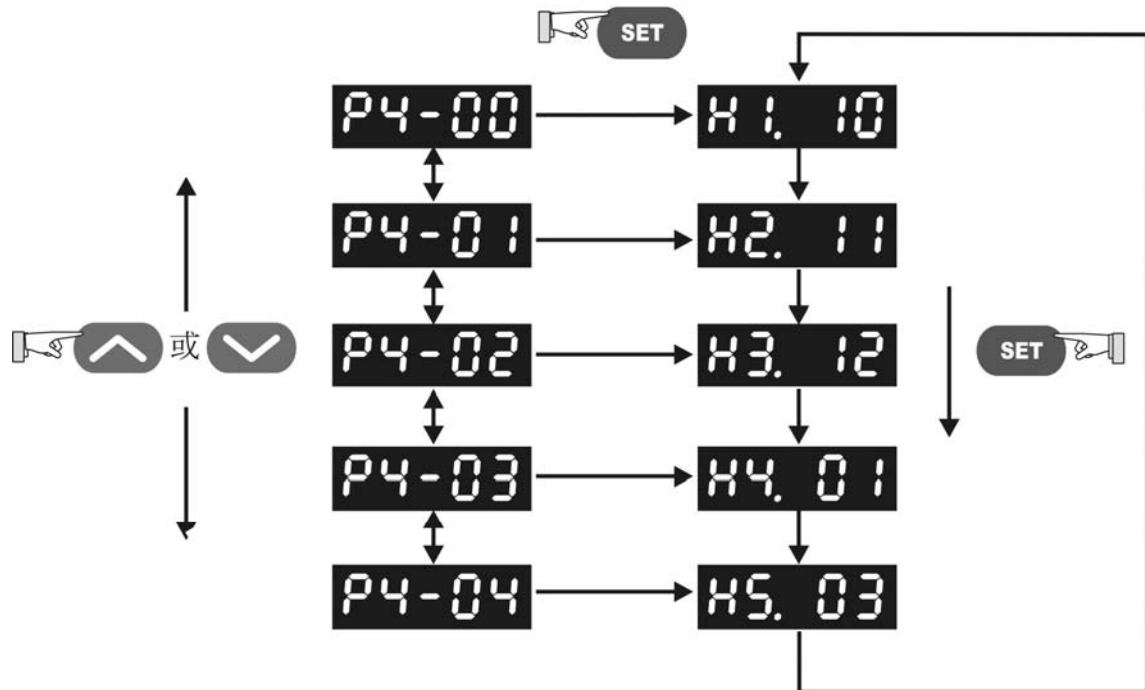 SET
P4-00 H1. 10
P4-01 H2. 11
或
P4-02 H3. 12
SET
P4-03 H4. 01
P4-04 H5. 03